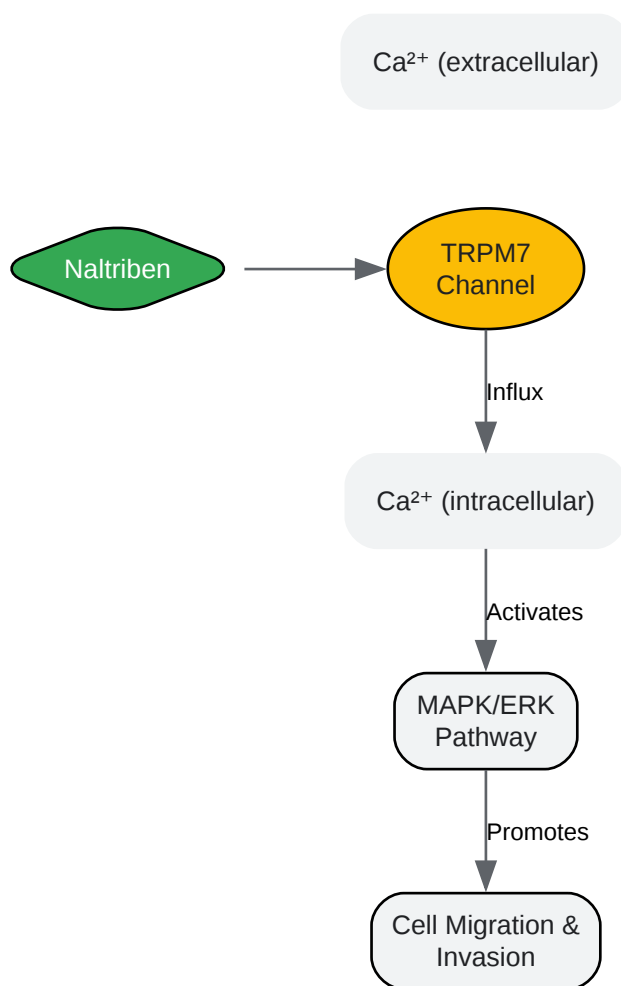 Ca²⁺ (extracellular)
Naltriben
TRPM7
Channel
Influx
Ca²⁺ (intracellular)
Activates
MAPK/ERK
Pathway
Promotes
Cell Migration &
Invasion